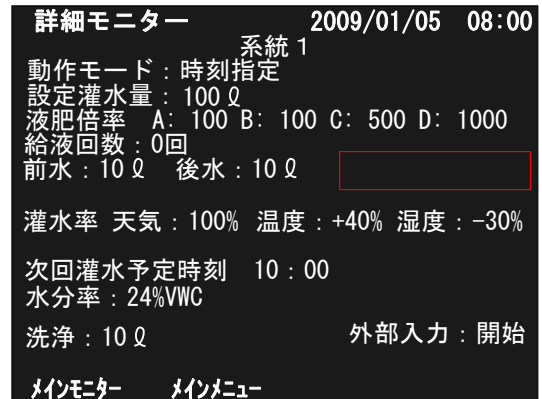 詳細モニター 2009/01/05 08:00
系統１
動作モード：時刻指定
設定灌水量：100ℓ
液肥倍率 A: 100 B: 100 C: 500 D: 1000
給液回数：0回
前水：10ℓ 後水：10ℓ
灌水率 天気：100% 温度：+40% 湿度：-30%
次回灌水予定時刻 10：00
水分率：24%VWC
洗浄：10ℓ 外部入力：開始
ﾒｲﾝﾓﾆﾀｰ ﾒｲﾝﾒﾆｭｰ